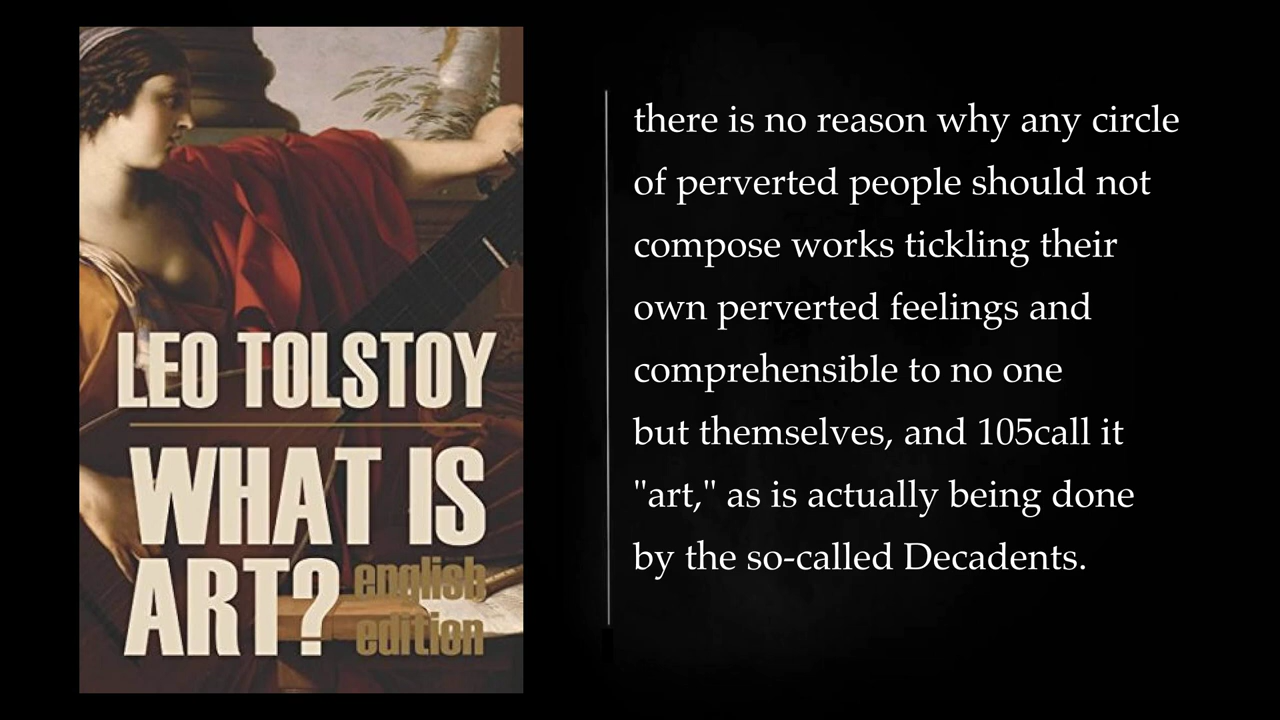 LEO TOLSTOY
WHAT IS
ART?
english
edition
there is no reason why any circle
of perverted people should not
compose works tickling their
own perverted feelings and
comprehensible to no one
but themselves, and 105call it
"art," as is actually being done
by the so-called Decadents.